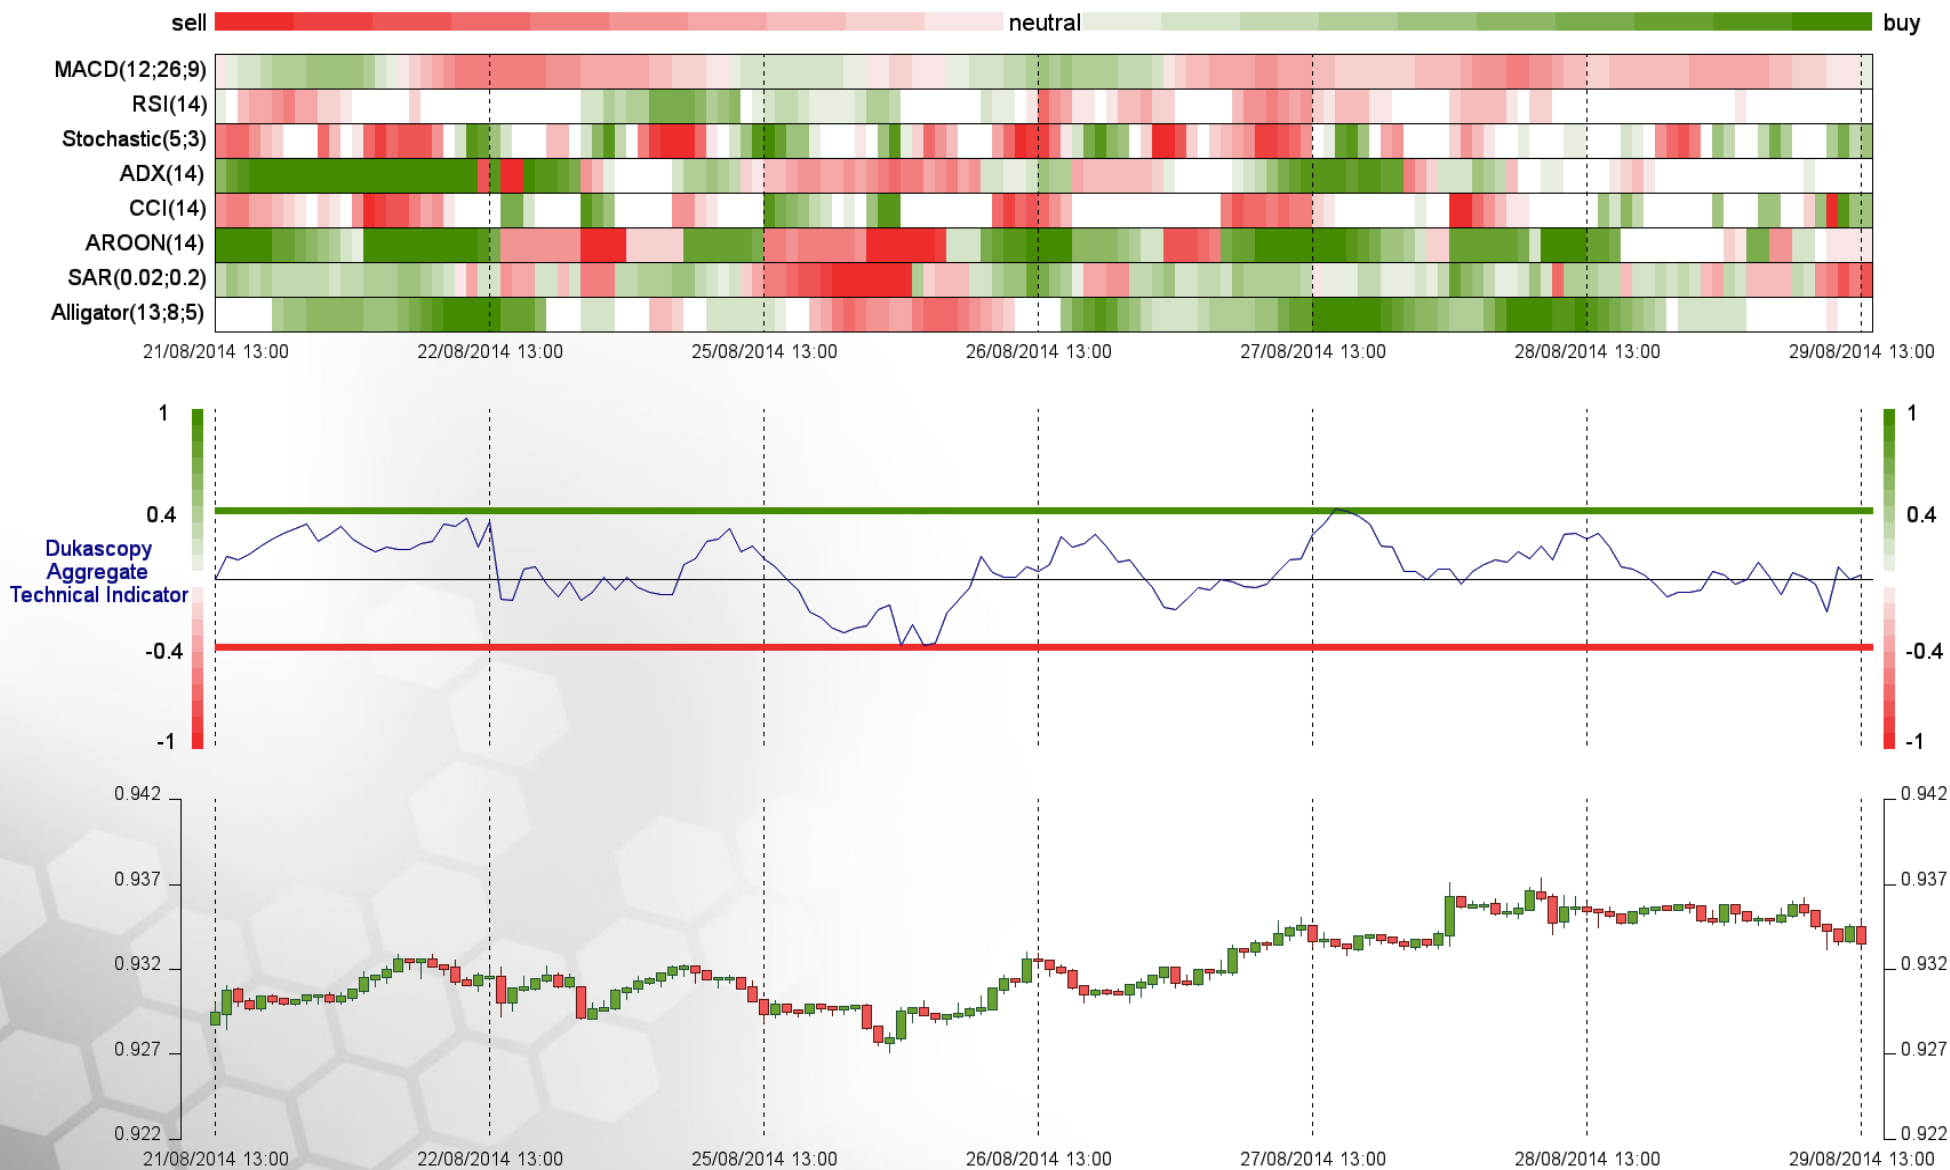 sell neutral buy
MACD(12;26;9)
RSI(14)
Stochastic(5;3)
ADX(14)
CCI(14)
AROON(14)
SAR(0.02;0.2)
Alligator(13;8;5)
21/08/2014 13:00 22/08/2014 13:00 25/08/2014 13:00 26/08/2014 13:00 27/08/2014 13:00 28/08/2014 13:00 29/08/2014 13:00
1 1
0.4 0.4
Dukascopy
Aggregate
Technical Indicator
-0.4 -0.4
-1 -1
0.942 0.942
0.937 0.937
0.932 0.932
0.927 0.927
0.922 0.922
21/08/2014 13:00 22/08/2014 13:00 25/08/2014 13:00 26/08/2014 13:00 27/08/2014 13:00 28/08/2014 13:00 29/08/2014 13:00